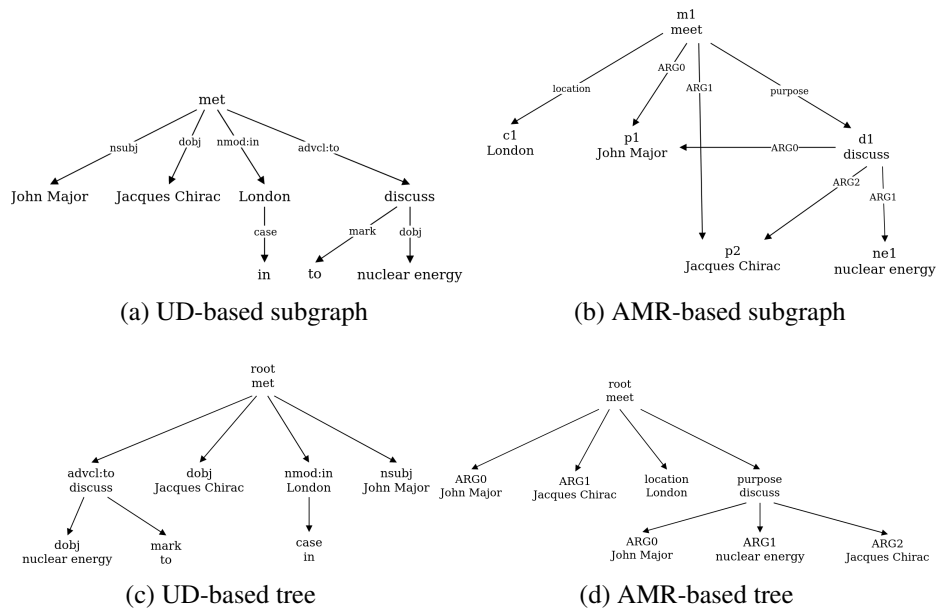 met
nsubj
dobj
nmod:in
advcl:to
John Major
Jacques Chirac
London
discuss
case
mark
dobj
in
to
nuclear energy
(a) UD-based subgraph
m1
meet
location
ARG0
ARG1
purpose
c1
London
p1
John Major
ARG0
d1
discuss
ARG2
ARG1
p2
Jacques Chirac
ne1
nuclear energy
(b) AMR-based subgraph
root
met
advcl:to
discuss
dobj
Jacques Chirac
nmod:in
London
nsubj
John Major
dobj
nuclear energy
mark
to
case
in
(c) UD-based tree
root
meet
ARG0
John Major
ARG1
Jacques Chirac
location
London
purpose
discuss
ARG0
John Major
ARG1
nuclear energy
ARG2
Jacques Chirac
(d) AMR-based tree